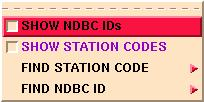 SHOW NDBC IDs
SHOW STATION CODES
FIND STATION CODE
FIND NDBC ID